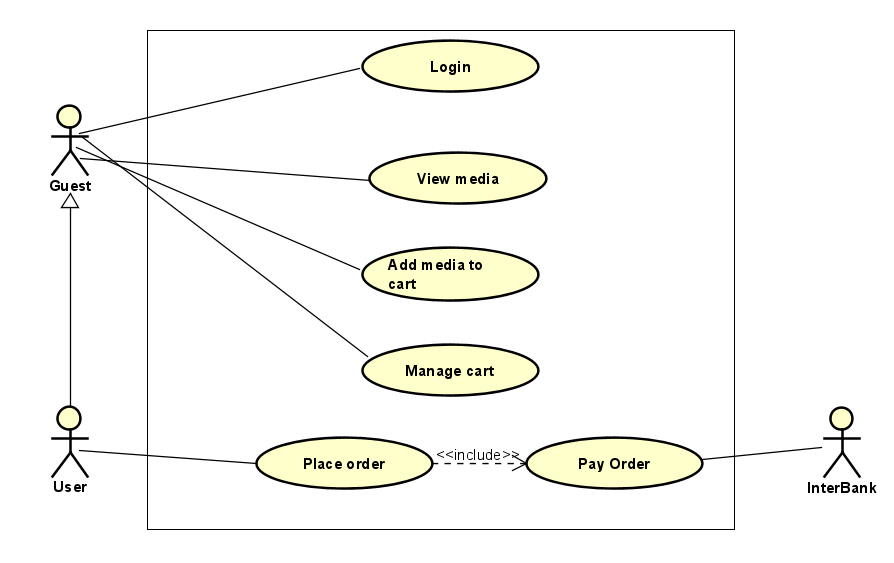 Login
Guest
View media
Add media to
cart
Manage cart
User
Place order
<<include>>
Pay Order
InterBank